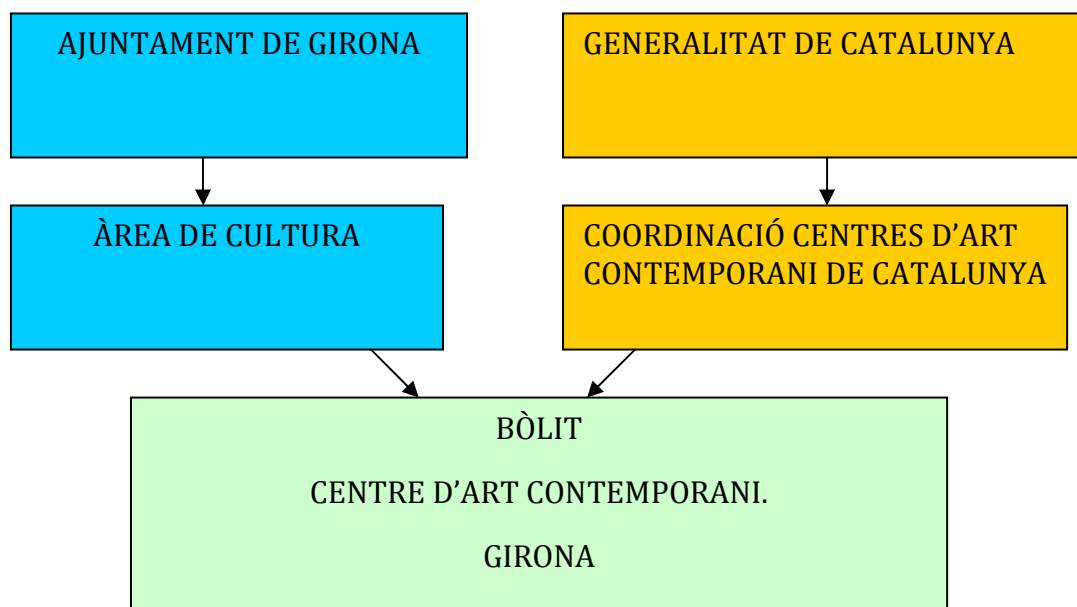 AJUNTAMENT DE GIRONA
GENERALITAT DE CATALUNYA
ÀREA DE CULTURA
COORDINACIÓ CENTRES D’ART
CONTEMPORANI DE CATALUNYA
BÒLIT
CENTRE D’ART CONTEMPORANI.
GIRONA